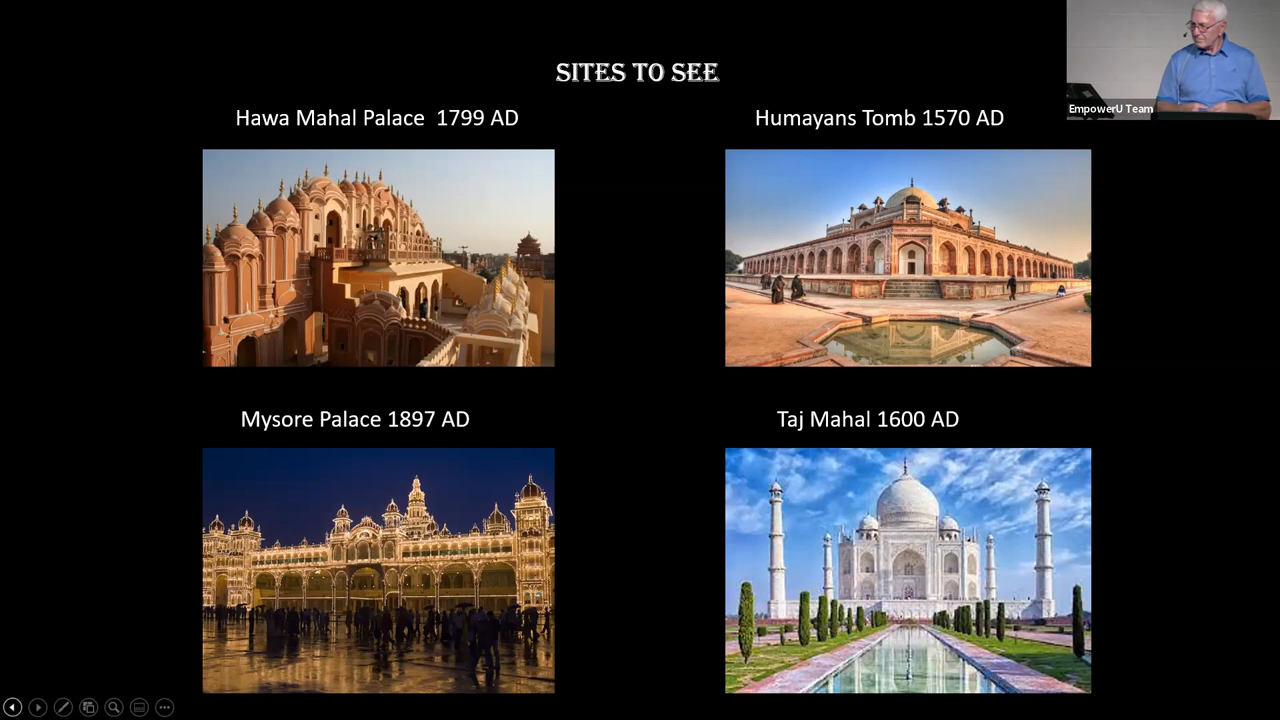 SITES TO SEE
Hawa Mahal Palace  1799 AD
Humayans Tomb 1570 AD
EmpowerU Team
Mysore Palace 1897 AD
Taj Mahal 1600 AD